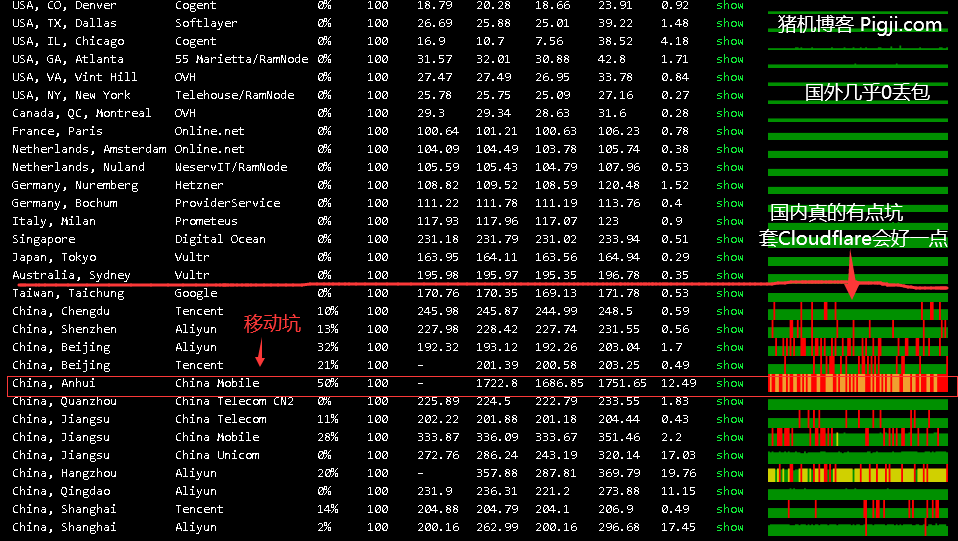 USA, CO, Denver Cogent 0% 100 18.79 20.28 18.66 23.91 0.92 show
USA, TX, Dallas Softlayer 0% 100 26.69 25.88 25.01 39.22 1.48 show
猪机博客 Pigji.com
USA, IL, Chicago Cogent 0% 100 16.9 10.7 7.56 38.52 4.18 show
USA, GA, Atlanta 55 Marietta/RamNode 0% 100 31.57 32.01 30.88 42.8 1.71 show
USA, VA, Vint Hill OVH 0% 100 27.47 27.49 26.95 33.78 0.84 show
国外几乎0丢包
USA, NY, New York Telehouse/RamNode 0% 100 25.78 25.75 25.09 27.16 0.27 show
Canada, QC, Montreal OVH 0% 100 29.3 29.34 28.63 31.6 0.28 show
France, Paris Online.net 0% 100 100.64 101.21 100.63 106.23 0.78 show
Netherlands, Amsterdam Online.net 0% 100 104.09 104.49 103.78 105.74 0.38 show
Netherlands, Nuland WeservIT/RamNode 0% 100 105.59 105.43 104.79 107.96 0.53 show
Germany, Nuremberg Hetzner 0% 100 108.82 109.52 108.59 120.48 1.52 show
Germany, Bochum ProviderService 0% 100 111.22 111.78 111.19 113.76 0.4 show
国内真的有点坑
Italy, Milan Prometeus 0% 100 117.93 117.96 117.07 123 0.9 show
Singapore Digital Ocean 0% 100 231.18 231.79 231.02 233.94 0.51 show
套Cloudflare会好一点
Japan, Tokyo Vultr 0% 100 163.95 164.11 163.56 164.94 0.29 show
Australia, Sydney Vultr 0% 100 195.98 195.97 195.35 196.78 0.35 show
Taiwan, Taichung Google 0% 100 170.76 170.35 169.13 171.78 0.53 show
China, Chengdu Tencent 10% 100 245.98 245.87 244.99 248.5 0.59 show
移动坑
China, Shenzhen Aliyun 13% 100 227.98 228.42 227.74 231.55 0.56 show
China, Beijing Aliyun 32% 100 192.32 193.12 192.26 203.04 1.7 show
China, Beijing Tencent 21% 100 - 201.39 200.58 203.25 0.49 show
China, Anhui China Mobile 50% 100 - 1722.8 1686.85 1751.65 12.49 show
China, Quanzhou China Telecom CN2 0% 100 225.89 224.5 222.79 233.55 1.83 show
China, Jiangsu China Telecom 11% 100 202.22 201.88 201.18 204.44 0.43 show
China, Jiangsu China Mobile 28% 100 333.87 336.09 333.67 351.46 2.2 show
China, Jiangsu China Unicom 0% 100 272.76 286.24 243.19 320.14 17.03 show
China, Hangzhou Aliyun 20% 100 - 357.88 287.81 369.79 19.76 show
China, Qingdao Aliyun 0% 100 231.9 236.31 221.2 273.88 11.15 show
China, Shanghai Tencent 14% 100 204.88 204.79 204.1 206.9 0.49 show
China, Shanghai Aliyun 2% 100 200.16 262.99 200.16 296.68 17.45 show